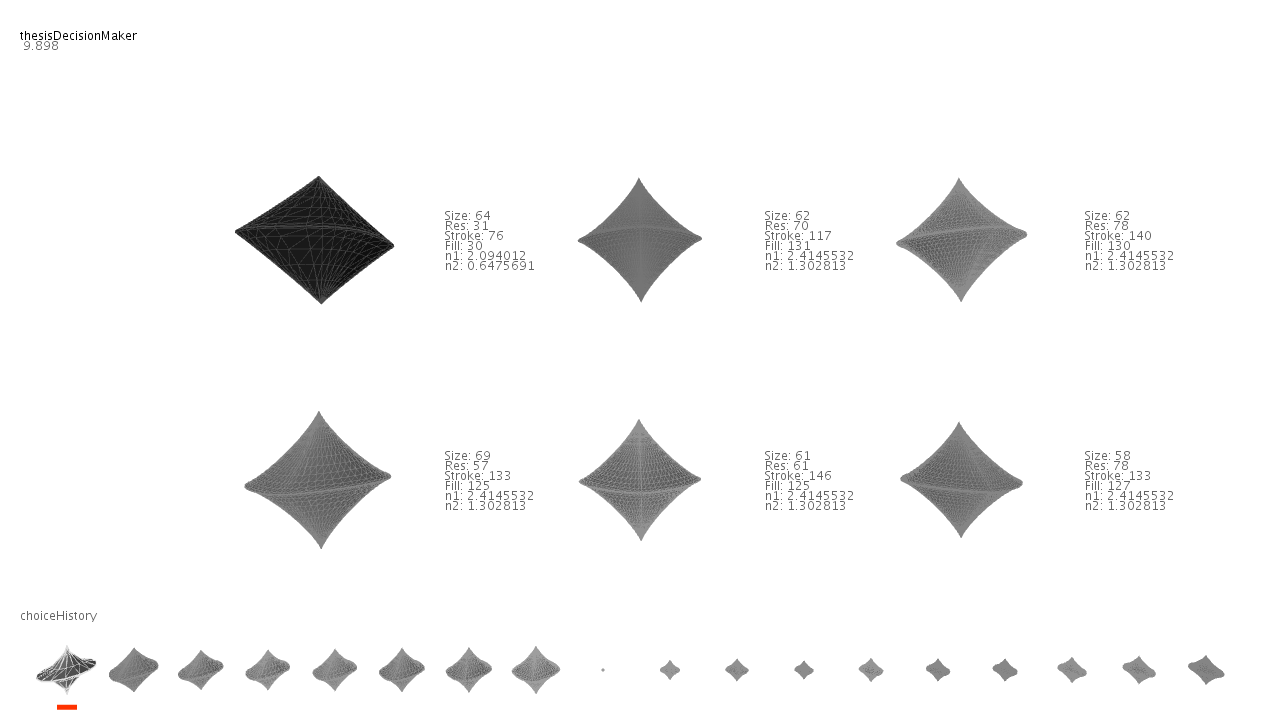 thesisDecisionMaker
9.898
Size: 64
Res: 31
Stroke: 76
Fill: 30
n1: 2.094012
n2: 0.6475691
Size: 62
Res: 70
Stroke: 117
Fill: 131
n1: 2.4145532
n2: 1.302813
Size: 62
Res: 78
Stroke: 140
Fill: 130
n1: 2.4145532
n2: 1.302813
Size: 69
Res: 57
Stroke: 133
Fill: 125
n1: 2.4145532
n2: 1.302813
Size: 61
Res: 61
Stroke: 146
Fill: 125
n1: 2.4145532
n2: 1.302813
Size: 58
Res: 78
Stroke: 133
Fill: 127
n1: 2.4145532
n2: 1.302813
choiceHistory